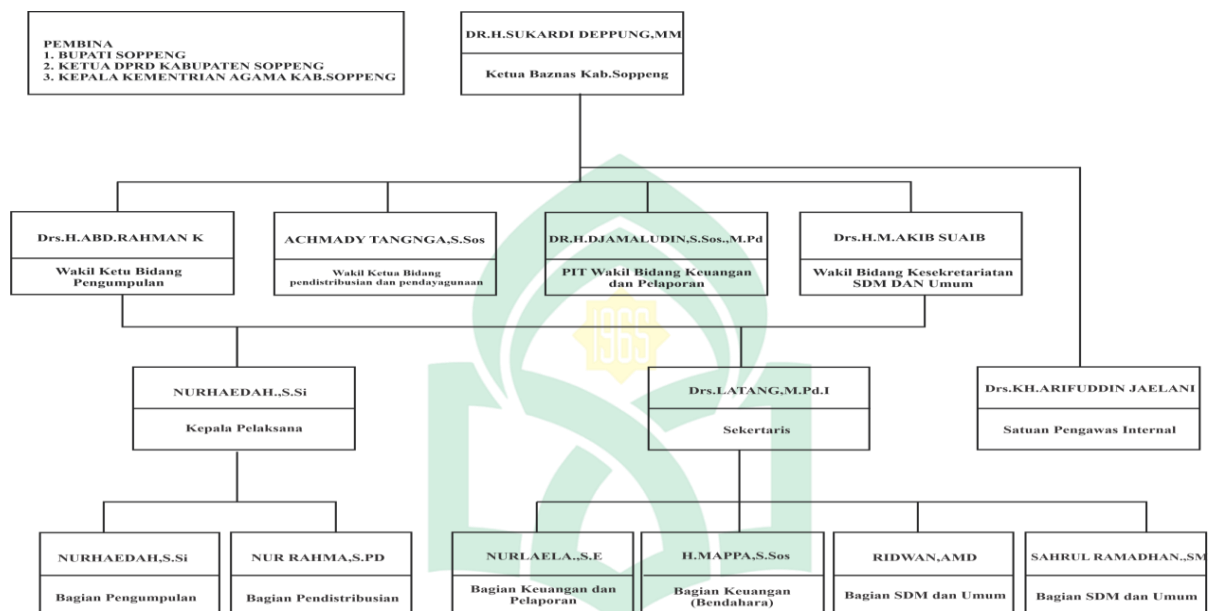 PEMBINA
1. BUPATI SOPPENG
2. KETUA DPRD KABUPATEN SOPPENG
3. KEPALA KEMENTRIAN AGAMA KAB.SOPPENG
DR.H.SUKARDI DEPPUNG,MM
Ketua Baznas Kab.Soppeng
Drs.H.ABD.RAHMAN K
Wakil Ketu Bidang
Pengumpulan
ACHMADY TANGNGA,S.Sos
Wakil Ketua Bidang
pendistribusian dan pendayagunaan
DR.H.DJAMALUDIN,S.Sos.,M.Pd
PIT Wakil Bidang Keuangan
dan Pelaporan
Drs.H.M.AKIB SUAIB
Wakil Bidang Kesekretariatan
SDM DAN Umum
1965
NURHAEDAH.,S.Si
Kepala Pelaksana
Drs.LATANG,M.Pd.I
Sekertaris
Drs.KH.ARIFUDDIN JAELANI
Satuan Pengawas Internal
NURHAEDAH,S.Si
Bagian Pengumpulan
NUR RAHMA,S.PD
Bagian Pendistribusian
NURLAELA.,S.E
Bagian Keuangan dan
Pelaporan
H.MAPPA,S.Sos
Bagian Keuangan
(Bendahara)
RIDWAN,AMD
Bagian SDM dan Umum
SAHRUL RAMADHAN.,SM
Bagian SDM dan Umum